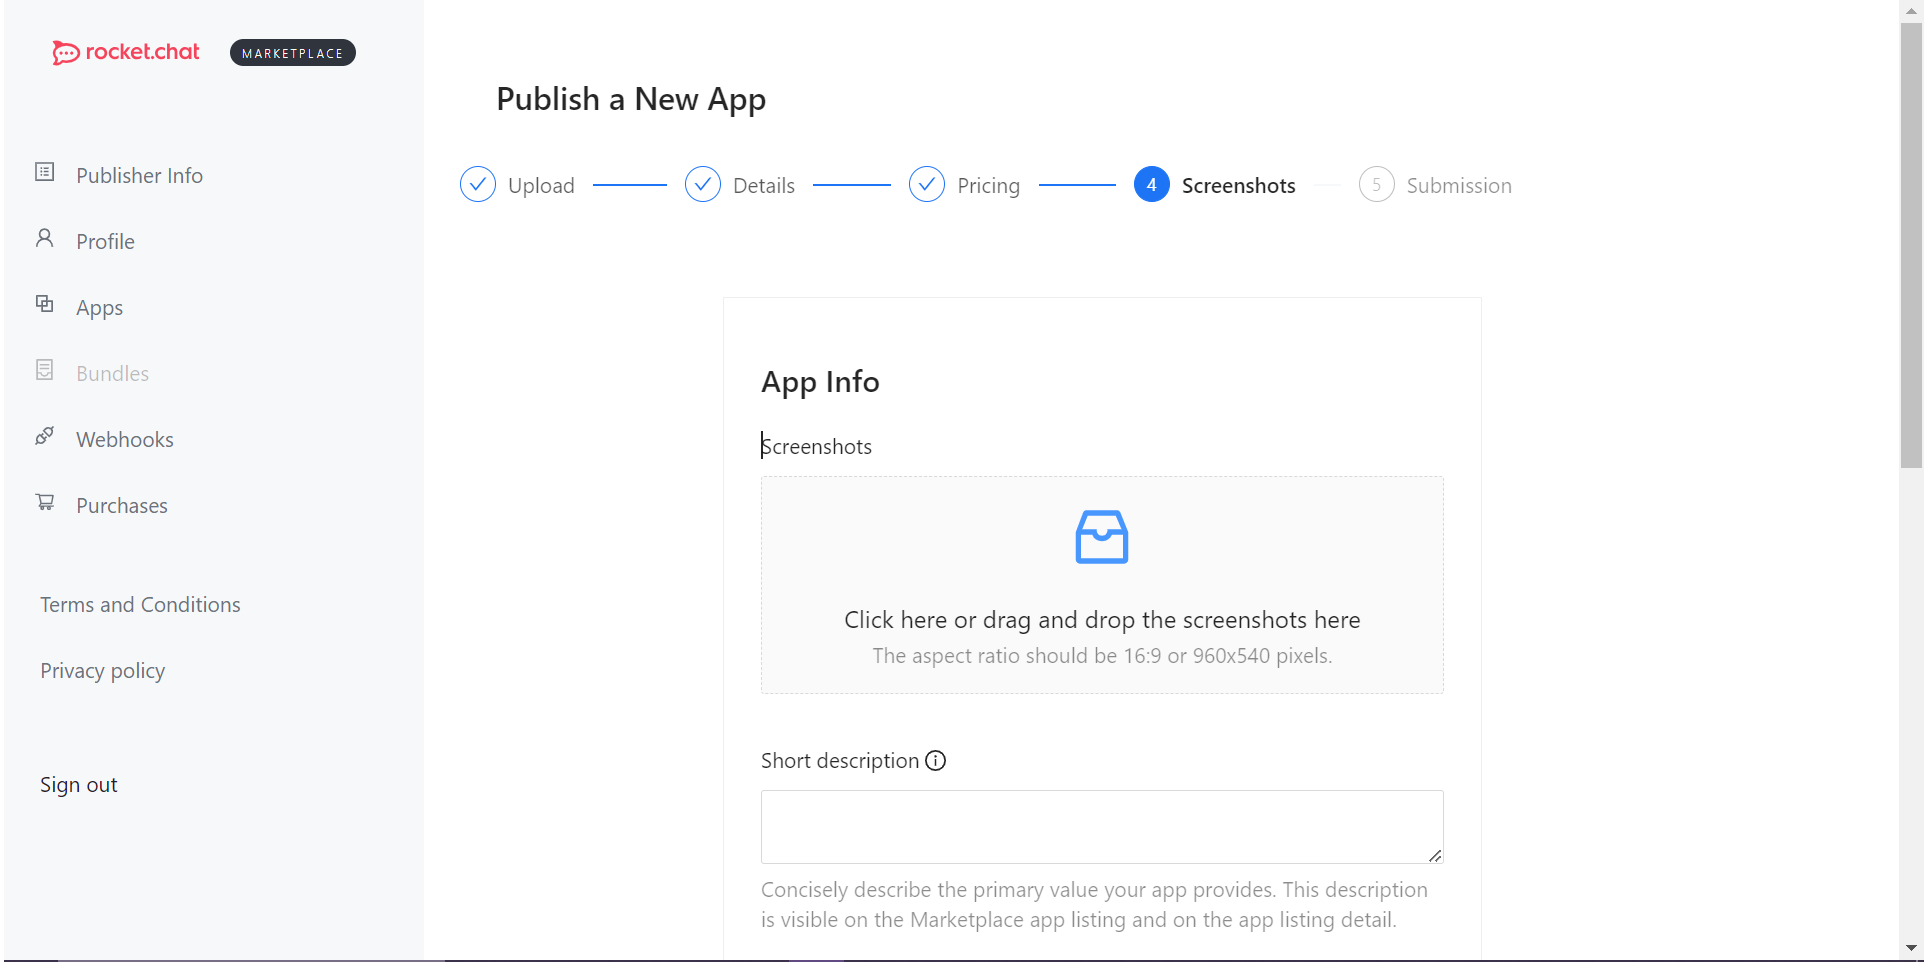 rocket.chat MARKETPLACE
Publisher Info
Profile
Apps
Bundles
Webhooks
Purchases
Terms and Conditions
Privacy policy
Sign out
Publish a New App
Upload Details Pricing 4 Screenshots 5 Submission
App Info
Screenshots
Click here or drag and drop the screenshots here
The aspect ratio should be 16:9 or 960x540 pixels.
Short description
Concisely describe the primary value your app provides. This description
is visible on the Marketplace app listing and on the app listing detail.